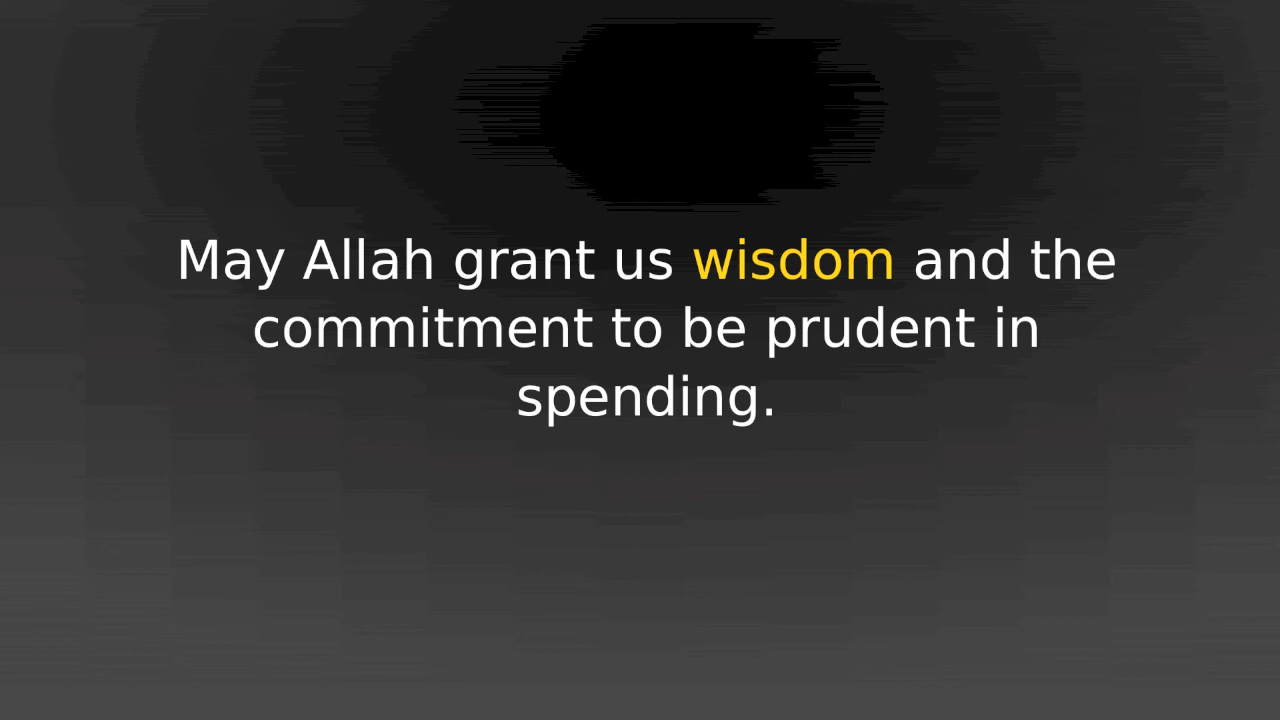 May Allah grant us wisdom and the
commitment to be prudent in
spending.